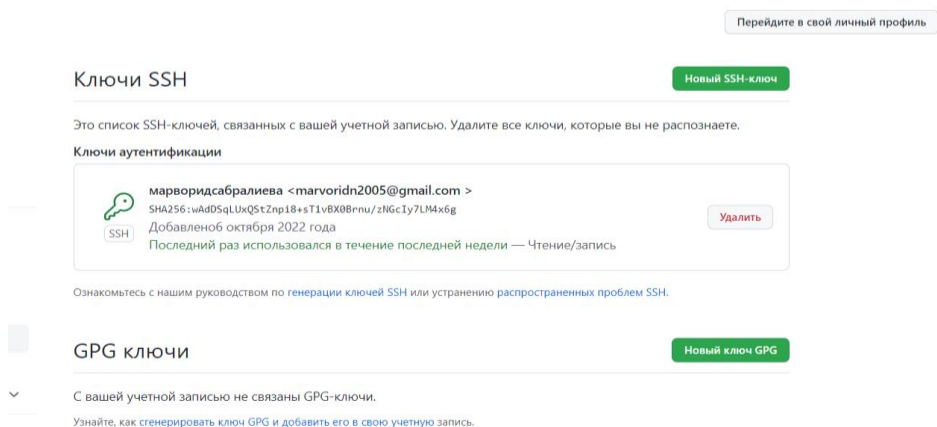 Перейдите в свой личный профиль
Ключи SSH
Новый SSH-ключ
Это список SSH-ключей, связанных с вашей учетной записью. Удалите все ключи, которые вы не распознаете.
Ключи аутентификации
марворидсабралиева <marvoridn2005@gmail.com >
SHA256:wAdDSqLUxQStZnpi8+sT1vBX0Brnu/zNGcIy7LM4x6g
SSH
Добавлено6 октября 2022 года
Удалить
Последний раз использовался в течение последней недели — Чтение/запись
Ознакомьтесь с нашим руководством по генерации ключей SSH или устранению распространенных проблем SSH.
GPG ключи
Новый ключ GPG
С вашей учетной записью не связаны GPG-ключи.
Узнайте, как сгенерировать ключ GPG и добавить его в свою учетную запись.